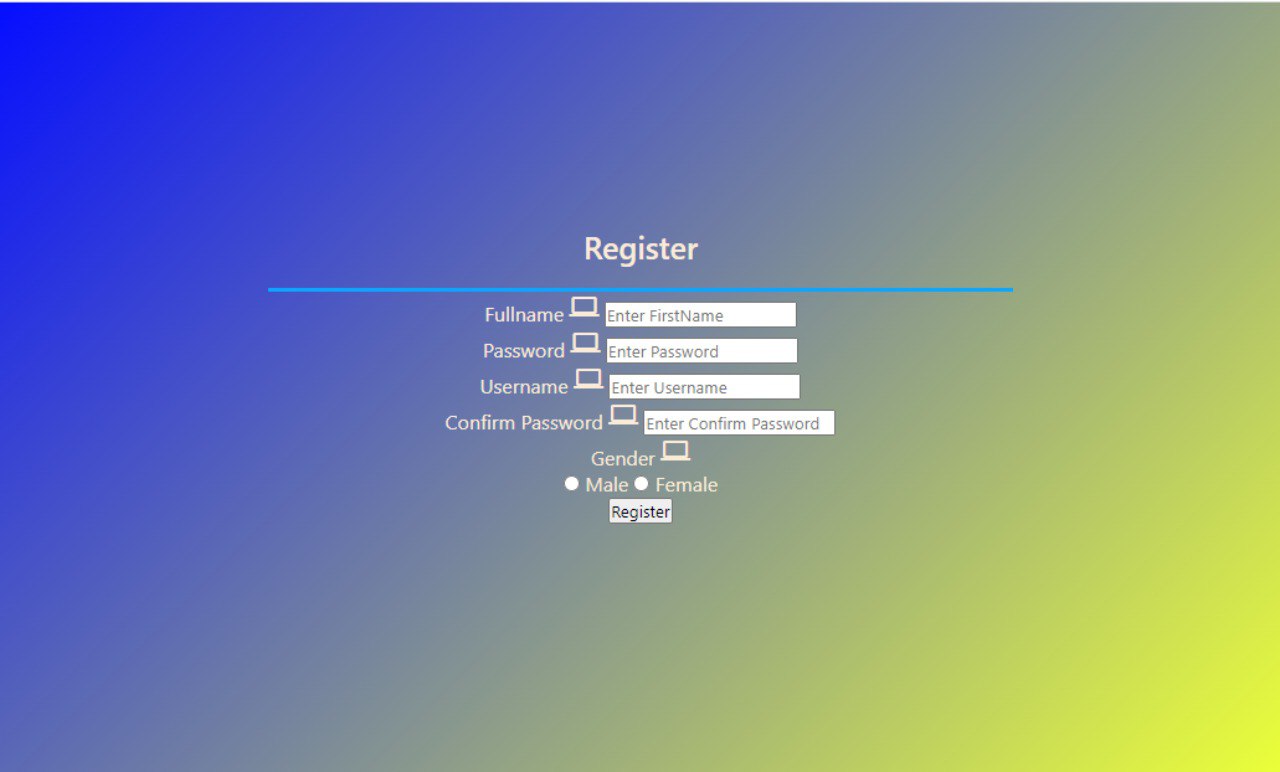 Register
Fullname Enter FirstName
Password Enter Password
Username Enter Username
Confirm Password Enter Confirm Password
Gender
Male Female
Register